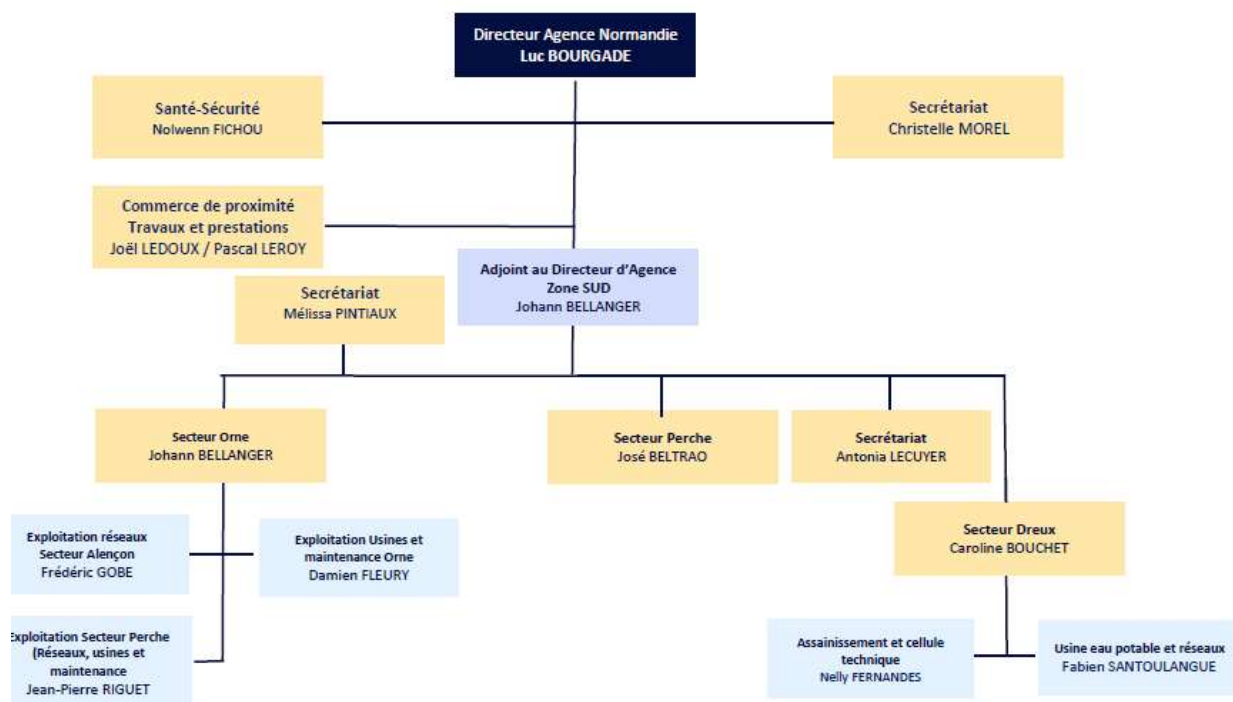 Directeur Agence Normandie
Luc BOURGADE
Santé-Sécurité
Nolwenn FICHOU
Secrétariat
Christelle MOREL
Commerce de proximité
Travaux et prestations
Joël LEDOUX / Pascal LEROY
Adjoint au Directeur d'Agence
Zone SUD
Johann BELLANGER
Secrétariat
Mélissa PINTIAUX
Secteur Orne
Johann BELLANGER
Secteur Perche
José BELTRAO
Secrétariat
Antonia LECUYER
Secteur Dreux
Caroline BOUCHET
Exploitation réseaux
Secteur Alençon
Frédéric GOBE
Exploitation Usines et
maintenance Orne
Damien FLEURY
Exploitation Secteur Perche
(Réseaux, usines et
maintenance
Jean-Pierre RIGUET
Assainissement et cellule
technique
Nelly FERNANDES
Usine eau potable et réseaux
Fabien SANTOULANGUE